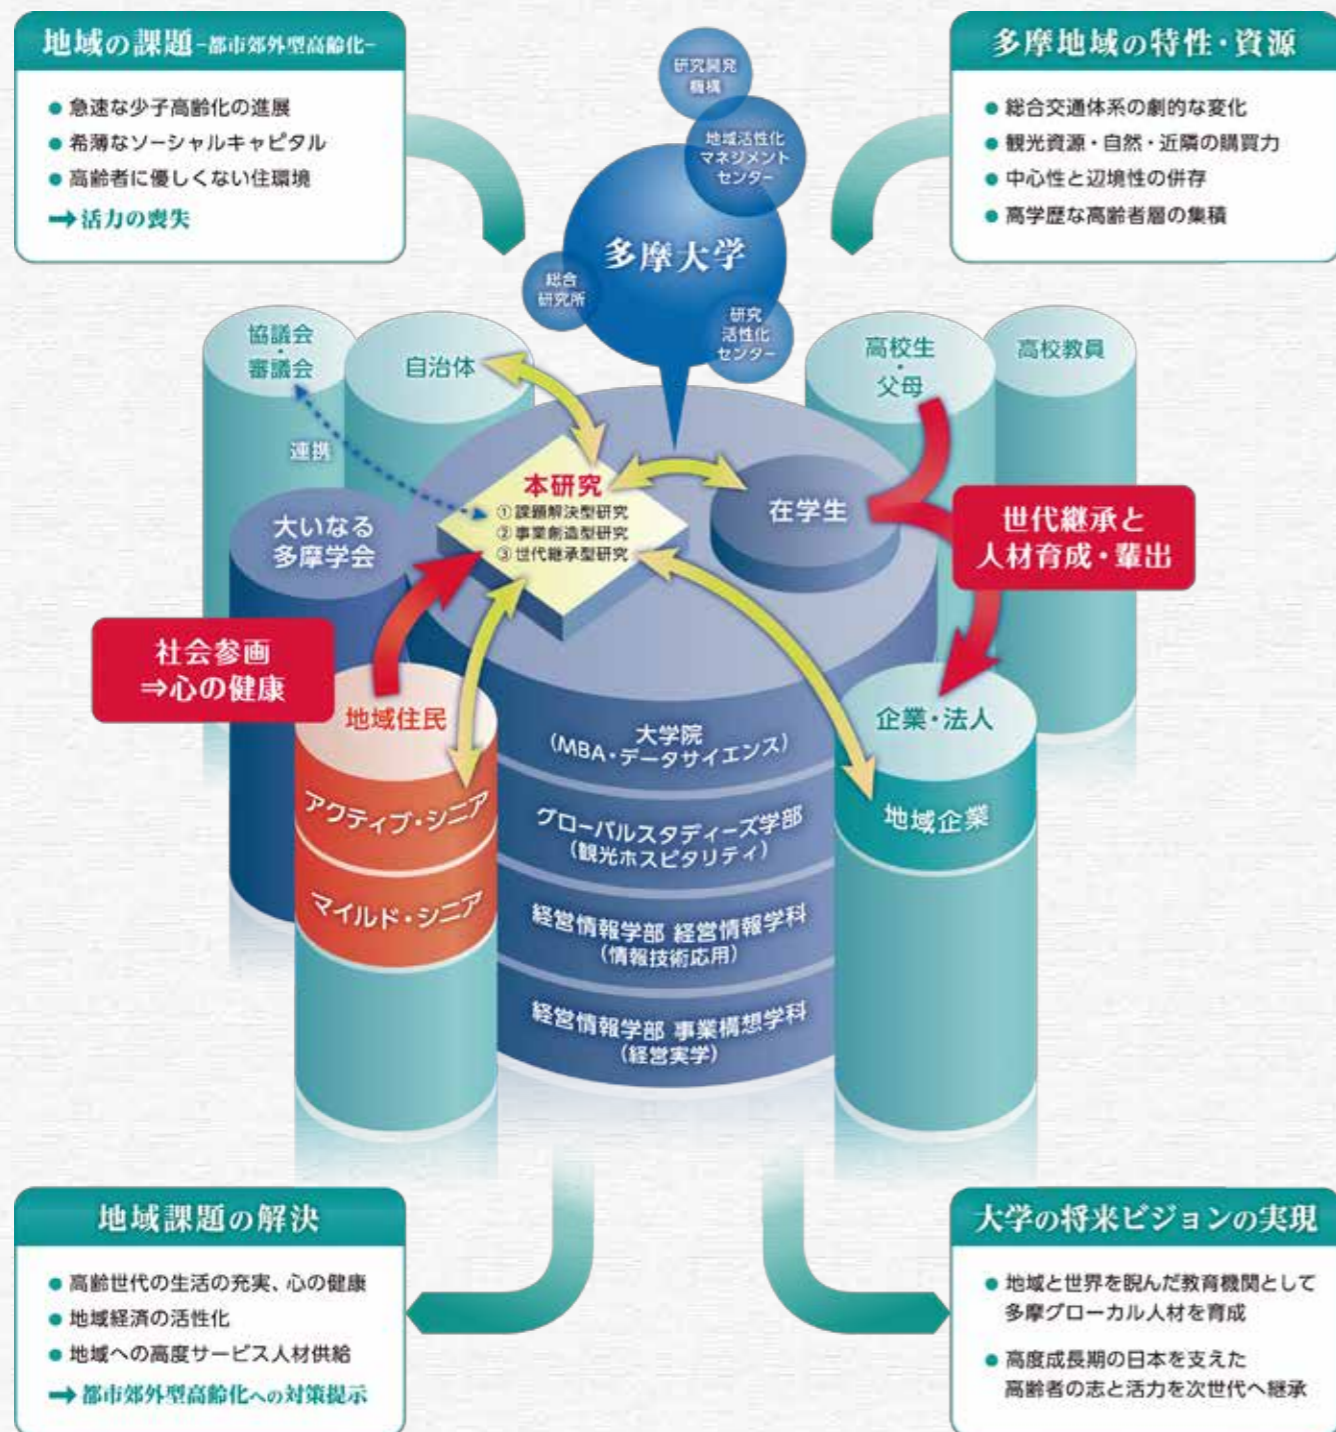 地域の課題-都市郊外型高齢化-
● 急速な少子高齢化の進展
● 希薄なソーシャルキャピタル
● 高齢者に優しくない住環境
➡活力の喪失
多摩地域の特性・資源
● 総合交通体系の劇的な変化
● 観光資源・自然・近隣の購買力
● 中心性と辺境性の併存
● 高学歴な高齢者層の集積
研究開発
機構
地域活性化
マネジメント
センター
多摩大学
総合
研究所
研究
活性化
センター
協議会
・
審議会
自治体
高校生
・
父母
高校教員
連携
本研究
①課題解決型研究
②事業創造型研究
③世代継承型研究
在学生
大いなる
多摩学会
世代継承と
人材育成・輩出
社会参画
⇒心の健康
地域住民
アクティブ・シニア
マイルド・シニア
大学院
(MBA・データサイエンス)
グローバルスタディーズ学部
(観光ホスピタリティ)
経営情報学部 経営情報学科
(情報技術応用)
経営情報学部 事業構想学科
(経営実学)
企業・法人
地域企業
地域課題の解決
● 高齢世代の生活の充実、心の健康
● 地域経済の活性化
● 地域への高度サービス人材供給
➡都市郊外型高齢化への対策提示
大学の将来ビジョンの実現
● 地域と世界を睨んだ教育機関として
多摩グローカル人材を育成
● 高度成長期の日本を支えた
高齢者の志と活力を次世代へ継承